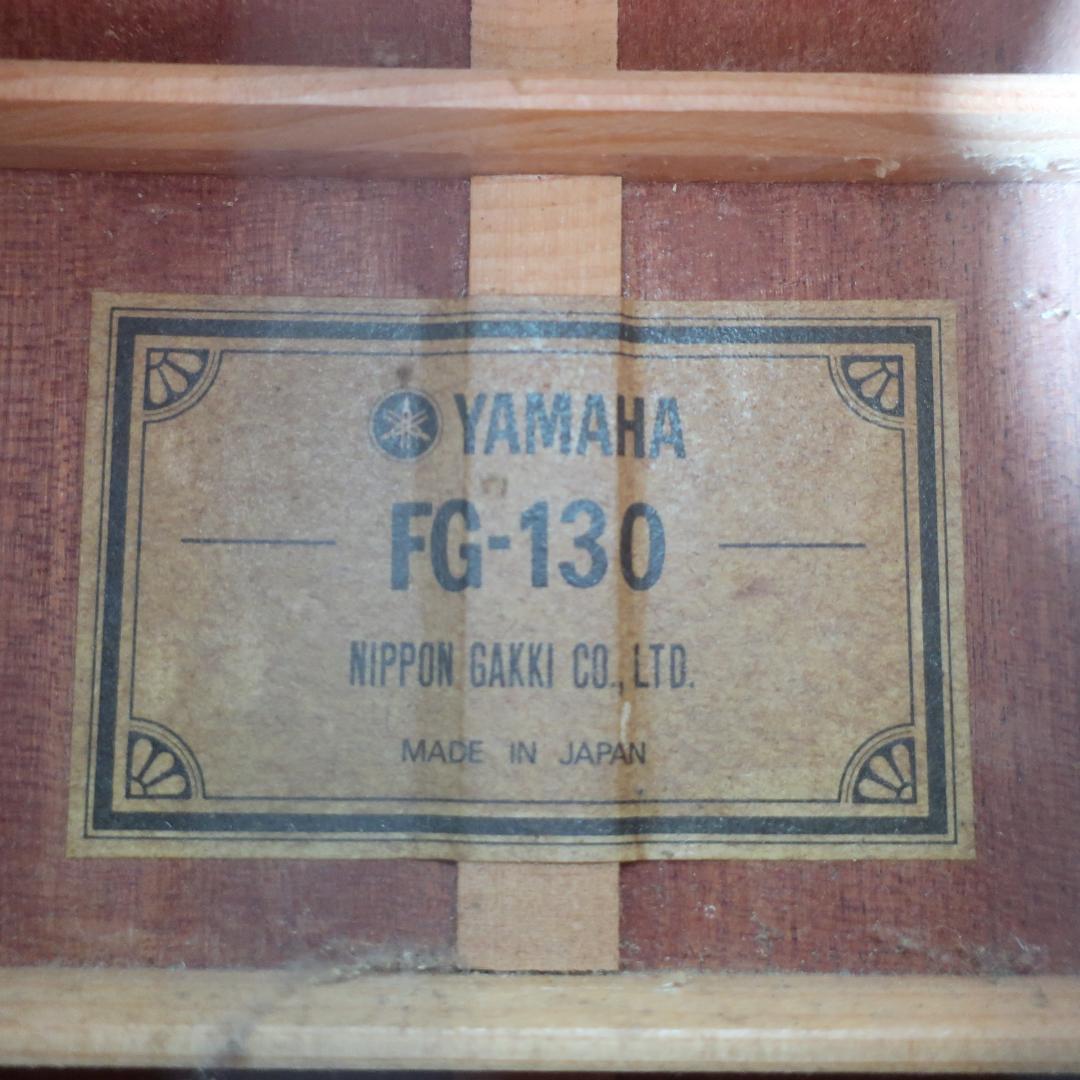 YAMAHA
FG-130
NIPPON GAKKI CO., LTD.
MADE IN JAPAN